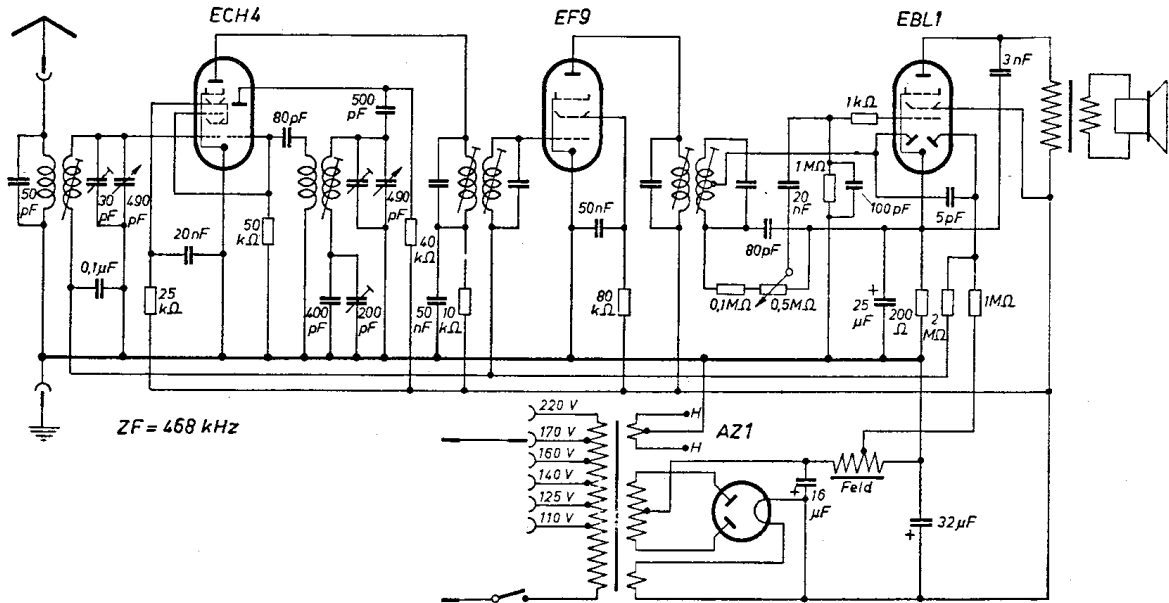 ECH4
EF9
EBL1
3nF
500 pF
1kΩ
80pF
50 pF
30 pF
490 pF
490 pF
1MΩ
20 nF
100pF
5pF
20nF
50 kΩ
40 kΩ
50nF
80pF
0,1µF
25 kΩ
400 pF
200 pF
50 nF
10 kΩ
80 kΩ
0,1MΩ
0,5MΩ
25 µF
+
200 Ω
2 MΩ
1MΩ
ZF = 468 kHz
220 V
170 V
160 V
140 V
125 V
110 V
H
H
AZ1
+
16 µF
Feld
+
32µF